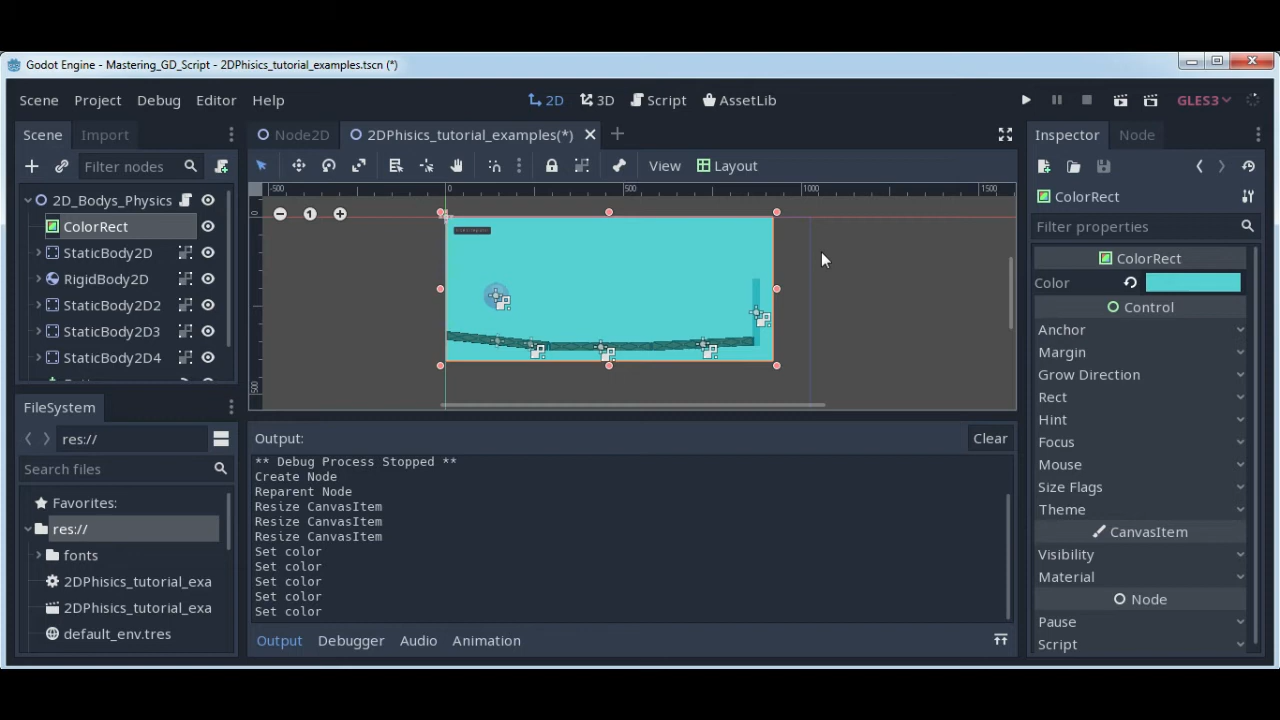 Godot Engine - Mastering_GD_Script - 2DPhisics_tutorial_examples.tscn (*)
Scene Project Debug Editor Help
2D 3D Script AssetLib
GLES3
Scene Import
Node2D 2DPhisics_tutorial_examples(*)
Inspector Node
Filter nodes
View Layout
2D_Bodys_Physics
ColorRect
StaticBody2D
RigidBody2D
StaticBody2D2
StaticBody2D3
StaticBody2D4
-500 0 500 1000 1500
0
500
1
ColorRect
Filter properties
ColorRect
Color
Control
Anchor
Margin
Grow Direction
Rect
Hint
Focus
Mouse
Size Flags
Theme
CanvasItem
Visibility
Material
Node
Pause
Script
FileSystem
res://
Search files
Favorites:
res://
fonts
2DPhisics_tutorial_exa
2DPhisics_tutorial_exa
default_env.tres
Output:
Clear
** Debug Process Stopped **
Create Node
Reparent Node
Resize CanvasItem
Resize CanvasItem
Resize CanvasItem
Set color
Set color
Set color
Set color
Set color
Output Debugger Audio Animation